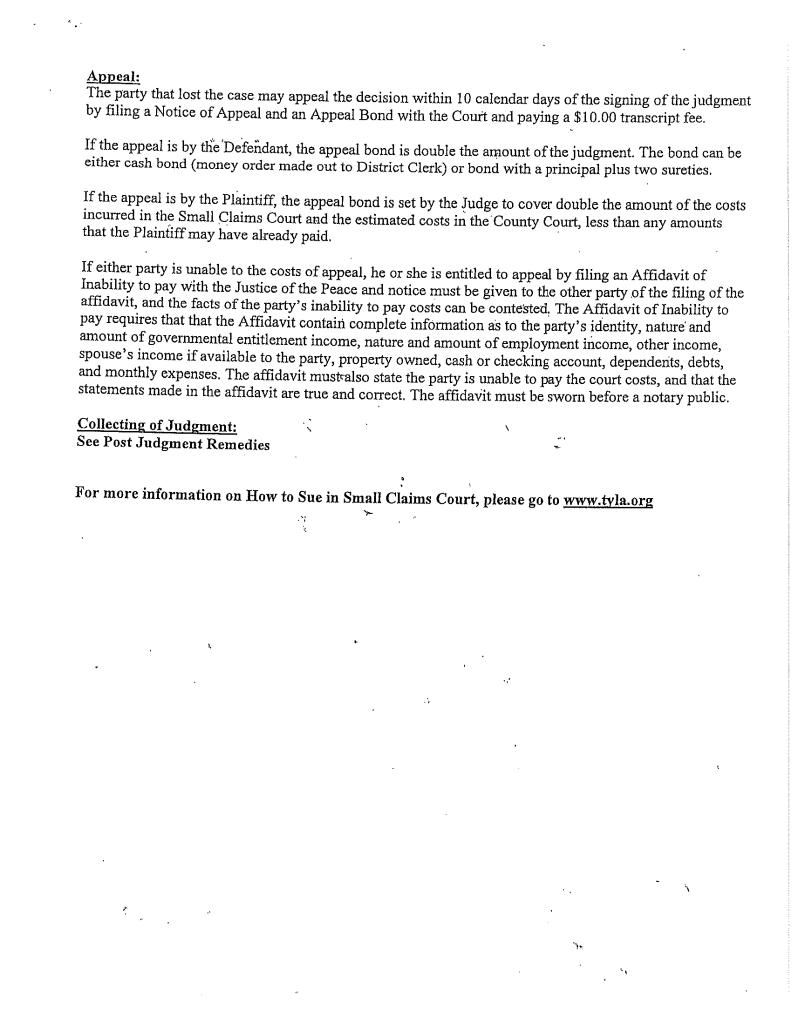 Appeal:
The party that lost the case may appeal the decision within 10 calendar days of the signing of the judgment
by filing a Notice of Appeal and an Appeal Bond with the Court and paying a $10.00 transcript fee.
If the appeal is by the Defendant, the appeal bond is double the amount of the judgment. The bond can be
either cash bond (money order made out to District Clerk) or bond with a principal plus two sureties.
If the appeal is by the Plaintiff, the appeal bond is set by the Judge to cover double the amount of the costs
incurred in the Small Claims Court and the estimated costs in the County Court, less than any amounts
that the Plaintiff may have already paid.
If either party is unable to the costs of appeal, he or she is entitled to appeal by filing an Affidavit of
Inability to pay with the Justice of the Peace and notice must be given to the other party of the filing of the
affidavit, and the facts of the party's inability to pay costs can be contested. The Affidavit of Inability to
pay requires that that the Affidavit contain complete information as to the party's identity, nature and
amount of governmental entitlement income, nature and amount of employment income, other income,
spouse's income if available to the party, property owned, cash or checking account, dependents, debts,
and monthly expenses. The affidavit must also state the party is unable to pay the court costs, and that the
statements made in the affidavit are true and correct. The affidavit must be sworn before a notary public.
Collecting of Judgment:
See Post Judgment Remedies
For more information on How to Sue in Small Claims Court, please go to www.tyla.org